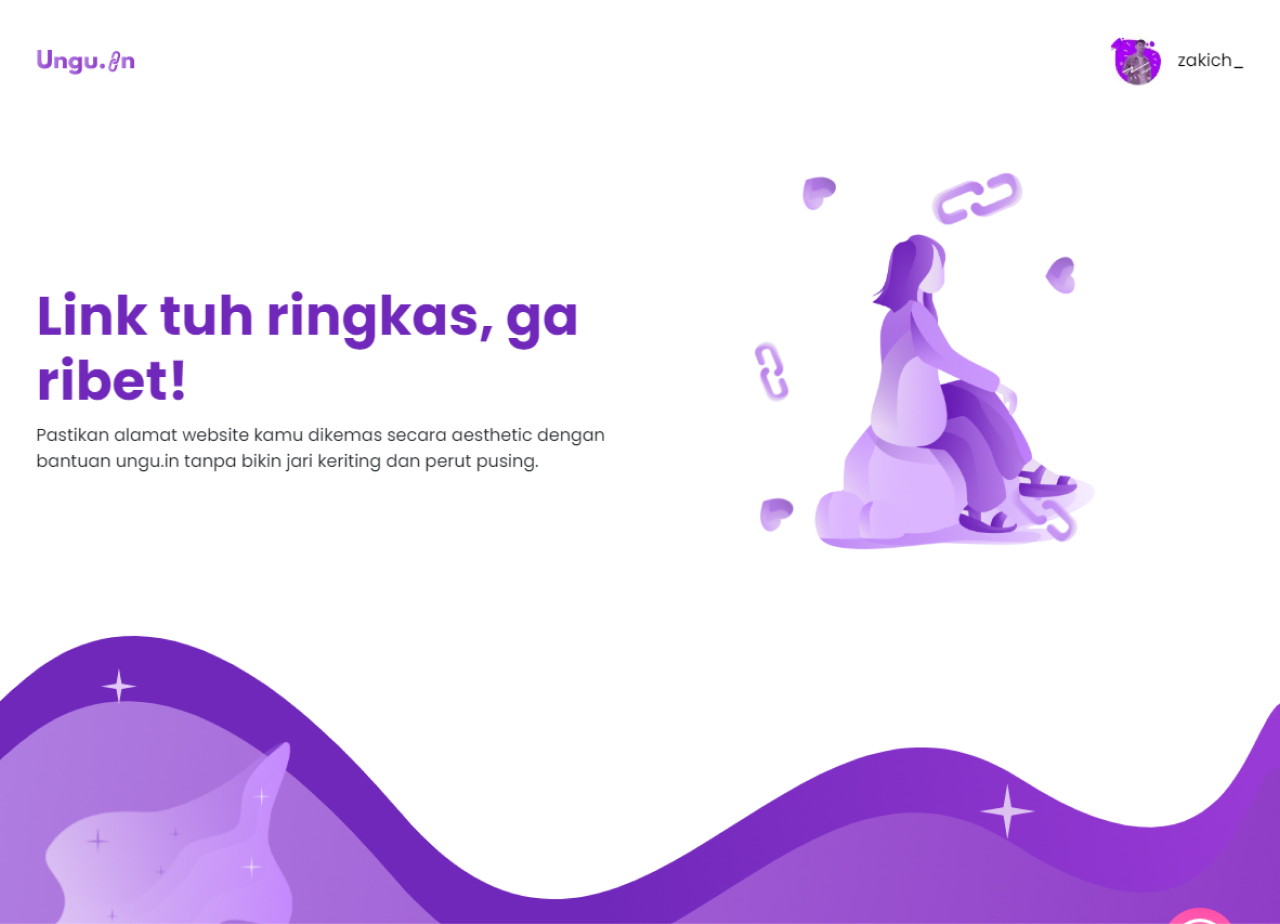 Ungu.in
zakich_
Link tuh ringkas, ga
ribet!
Pastikan alamat website kamu dikemas secara aesthetic dengan
bantuan ungu.in tanpa bikin jari keriting dan perut pusing.